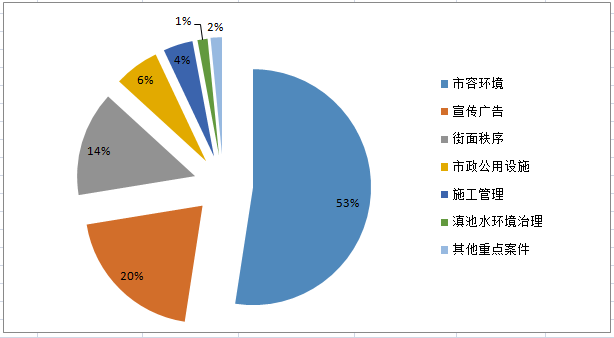 1%
2%
4%
6%
14%
20%
53%
市容环境
宣传广告
街面秩序
市政公用设施
施工管理
滇池水环境治理
其他重点案件